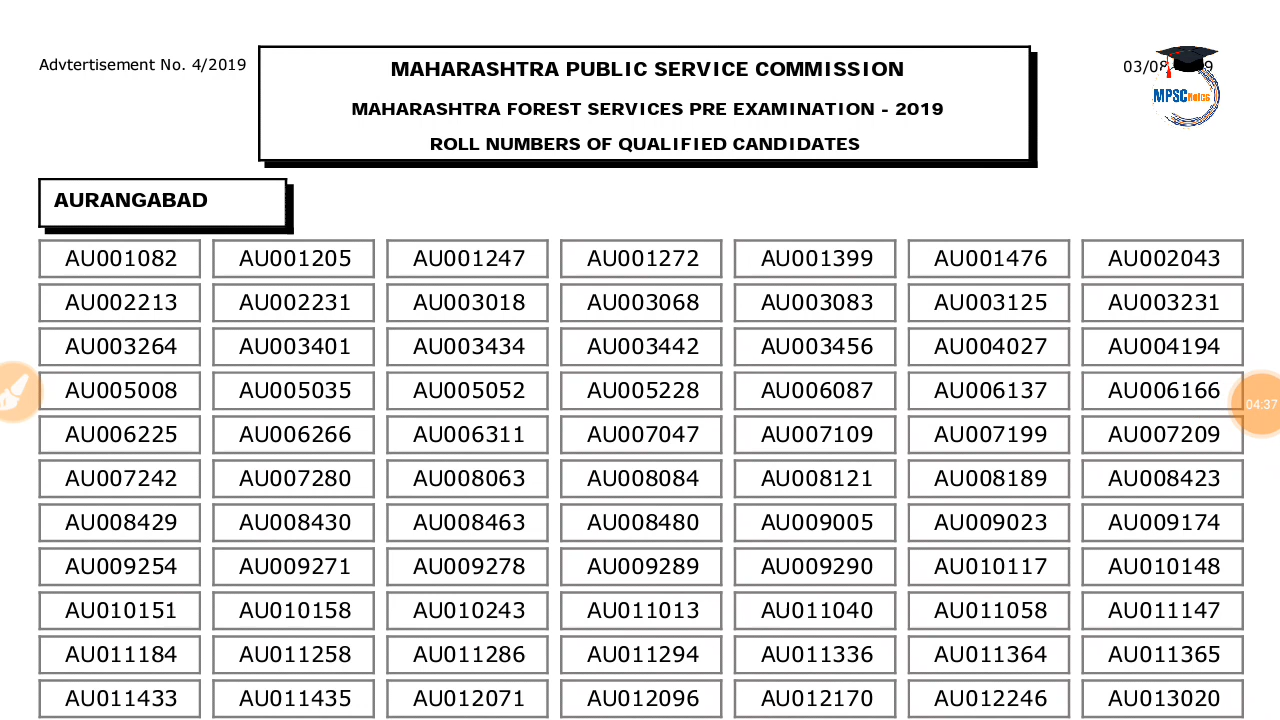 Advtertisement No. 4/2019
MAHARASHTRA PUBLIC SERVICE COMMISSION
MAHARASHTRA FOREST SERVICES PRE EXAMINATION - 2019
ROLL NUMBERS OF QUALIFIED CANDIDATES
MPSC
AURANGABAD
AU001082 AU001205 AU001247 AU001272 AU001399 AU001476 AU002043
AU002213 AU002231 AU003018 AU003068 AU003083 AU003125 AU003231
AU003264 AU003401 AU003434 AU003442 AU003456 AU004027 AU004194
AU005008 AU005035 AU005052 AU005228 AU006087 AU006137 AU006166
04:37
AU006225 AU006266 AU006311 AU007047 AU007109 AU007199 AU007209
AU007242 AU007280 AU008063 AU008084 AU008121 AU008189 AU008423
AU008429 AU008430 AU008463 AU008480 AU009005 AU009023 AU009174
AU009254 AU009271 AU009278 AU009289 AU009290 AU010117 AU010148
AU010151 AU010158 AU010243 AU011013 AU011040 AU011058 AU011147
AU011184 AU011258 AU011286 AU011294 AU011336 AU011364 AU011365
AU011433 AU011435 AU012071 AU012096 AU012170 AU012246 AU013020